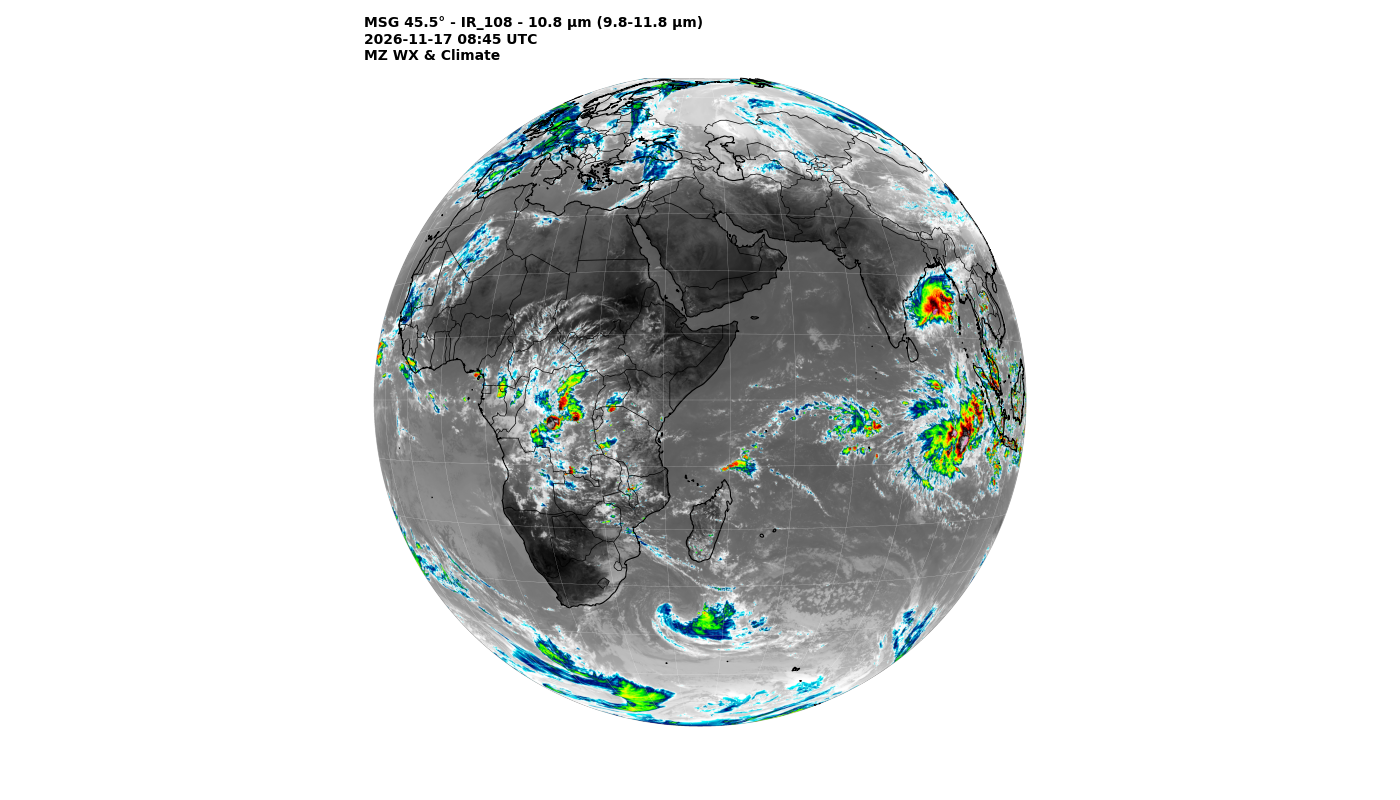 MSG 45.5° - IR_108 - 10.8 μm (9.8-11.8 μm)
2026-11-17 08:45 UTC
MZ WX & Climate